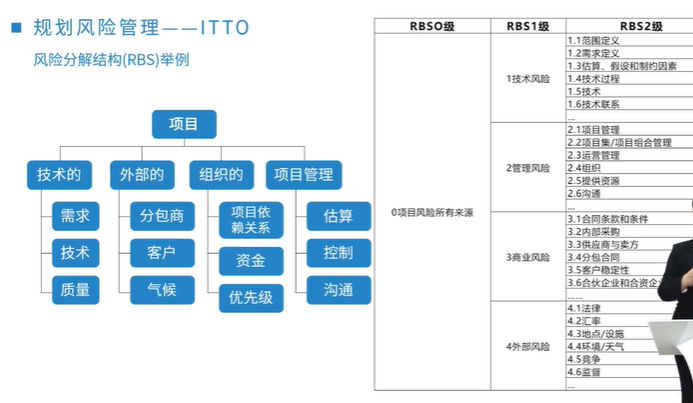 规划风险管理——ITTO
风险分解结构(RBS)举例
项目
技术的
外部的
组织的
项目管理
需求
分包商
项目依
赖关系
估算
技术
客户
资金
控制
质量
气候
优先级
沟通
RBSO级
RBS1级
RBS2级
0项目风险所有来源
1技术风险
1.1范围定义
1.2需求定义
1.3估算、假设和制约因素
1.4技术过程
1.5技术
1.6技术联系
...
2管理风险
2.1项目管理
2.2项目集/项目组合管理
2.3运营管理
2.4组织
2.5提供资源
2.6沟通
...
3商业风险
3.1合同条款和条件
3.2内部采购
3.3供应商与卖方
3.4分包合同
3.5客户稳定性
3.6合伙企业和合资企
......
4外部风险
4.1法律
4.2汇率
4.3地点/设施
4.4环境/天气
4.5竞争
4.6监督
...